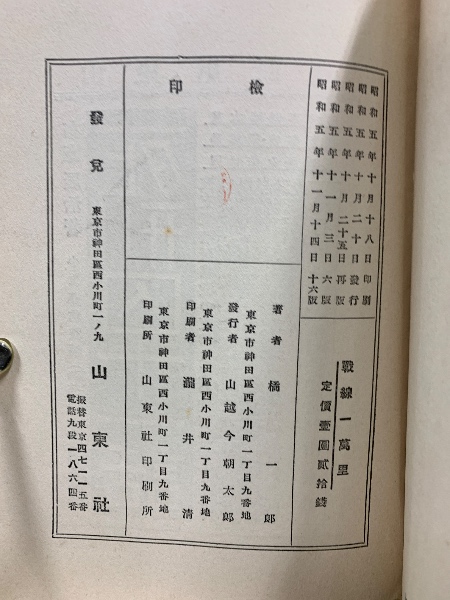 昭和五年十月十八日印刷
昭和五年十月二十日發行
昭和五年十月二十五日再版
昭和五年十一月三日六版
昭和五年十一月十四日十六版
戰線一萬里
定價壹圓貳拾錢
檢印
著者 橘一郎
東京市神田區西小川町一丁目九番地
發行者 山越今朝太郎
東京市神田區西小川町一丁目九番地
印刷者 瀧井清
東京市神田區西小川町一丁目九番地
印刷所 山東社印刷所
發兌 東京市神田區西小川町一ノ九 山東社
振替東京四七一一五番
電話九段一八六四番